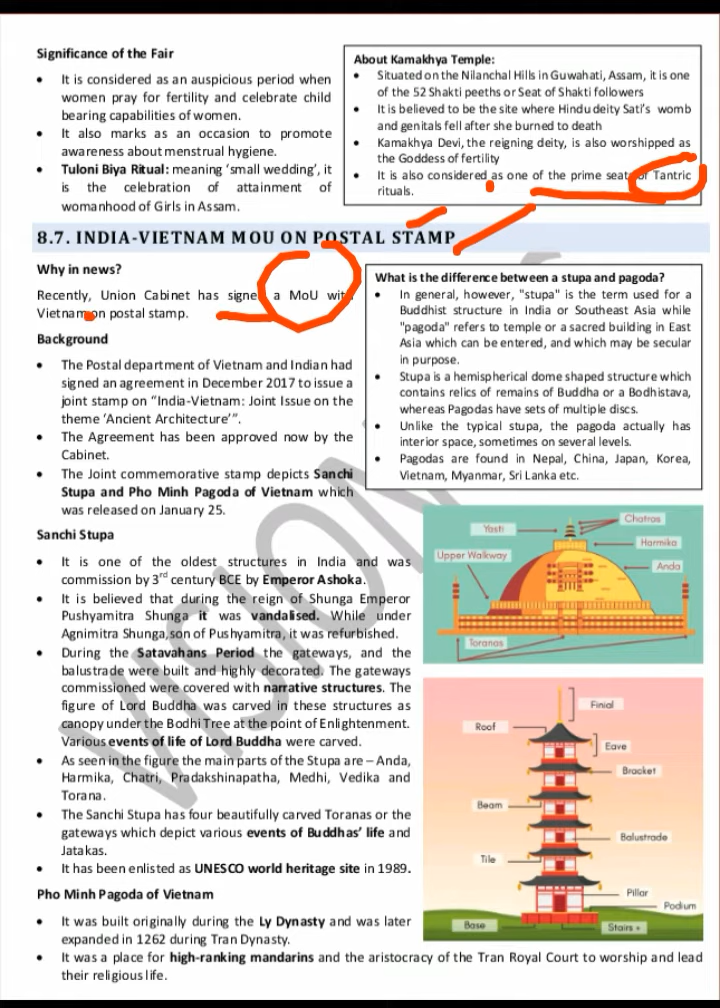 Significance of the Fair
• It is considered as an auspicious period when
women pray for fertility and celebrate child
bearing capabilities of women.
• It also marks as an occasion to promote
awareness about menstrual hygiene.
• Tuloni Biya Ritual: meaning ‘small wedding’, it
is the celebration of attainment of
womanhood of Girls in Assam.
About Kamakhya Temple:
• Situated on the Nilanchal Hills in Guwahati, Assam, it is one
of the 52 Shakti peeths or Seat of Shakti followers
• It is believed to be the site where Hindu deity Sati’s womb
and genitals fell after she burned to death
• Kamakhya Devi, the reigning deity, is also worshipped as
the Goddess of fertility
• It is also considered as one of the prime seat of Tantric
rituals.
8.7. INDIA-VIETNAM MOU ON POSTAL STAMP
Why in news?
Recently, Union Cabinet has signe a MoU wit
Vietnam on postal stamp.
Background
• The Postal department of Vietnam and Indian had
signed an agreement in December 2017 to issue a
joint stamp on “India-Vietnam: Joint Issue on the
theme ‘Ancient Architecture’”.
• The Agreement has been approved now by the
Cabinet.
• The Joint commemorative stamp depicts Sanchi
Stupa and Pho Minh Pagoda of Vietnam which
was released on January 25.
What is the difference between a stupa and pagoda?
• In general, however, "stupa" is the term used for a
Buddhist structure in India or Southeast Asia while
"pagoda" refers to temple or a sacred building in East
Asia which can be entered, and which may be secular
in purpose.
• Stupa is a hemispherical dome shaped structure which
contains relics of remains of Buddha or a Bodhistava,
whereas Pagodas have sets of multiple discs.
• Unlike the typical stupa, the pagoda actually has
interior space, sometimes on several levels.
• Pagodas are found in Nepal, China, Japan, Korea,
Vietnam, Myanmar, Sri Lanka etc.
Sanchi Stupa
• It is one of the oldest structures in India and was
commission by 3rd century BCE by Emperor Ashoka.
• It is believed that during the reign of Shunga Emperor
Pushyamitra Shunga it was vandalised. While under
Agnimitra Shunga, son of Pushyamitra, it was refurbished.
• During the Satavahans Period the gateways, and the
balustrade were built and highly decorated. The gateways
commissioned were covered with narrative structures. The
figure of Lord Buddha was carved in these structures as
canopy under the Bodhi Tree at the point of Enlightenment.
Various events of life of Lord Buddha were carved.
• As seen in the figure the main parts of the Stupa are – Anda,
Harmika, Chatri, Pradakshinapatha, Medhi, Vedika and
Torana.
• The Sanchi Stupa has four beautifully carved Toranas or the
gateways which depict various events of Buddhas’ life and
Jatakas.
• It has been enlisted as UNESCO world heritage site in 1989.
Yasti
Chatras
Harmika
Upper Walkway
Anda
Toranas
Finial
Roof
Eave
Bracket
Beam
Balustrade
Tile
Pillar
Podium
Base
Stairs +
Pho Minh Pagoda of Vietnam
• It was built originally during the Ly Dynasty and was later
expanded in 1262 during Tran Dynasty.
• It was a place for high-ranking mandarins and the aristocracy of the Tran Royal Court to worship and lead
their religious life.
VISION